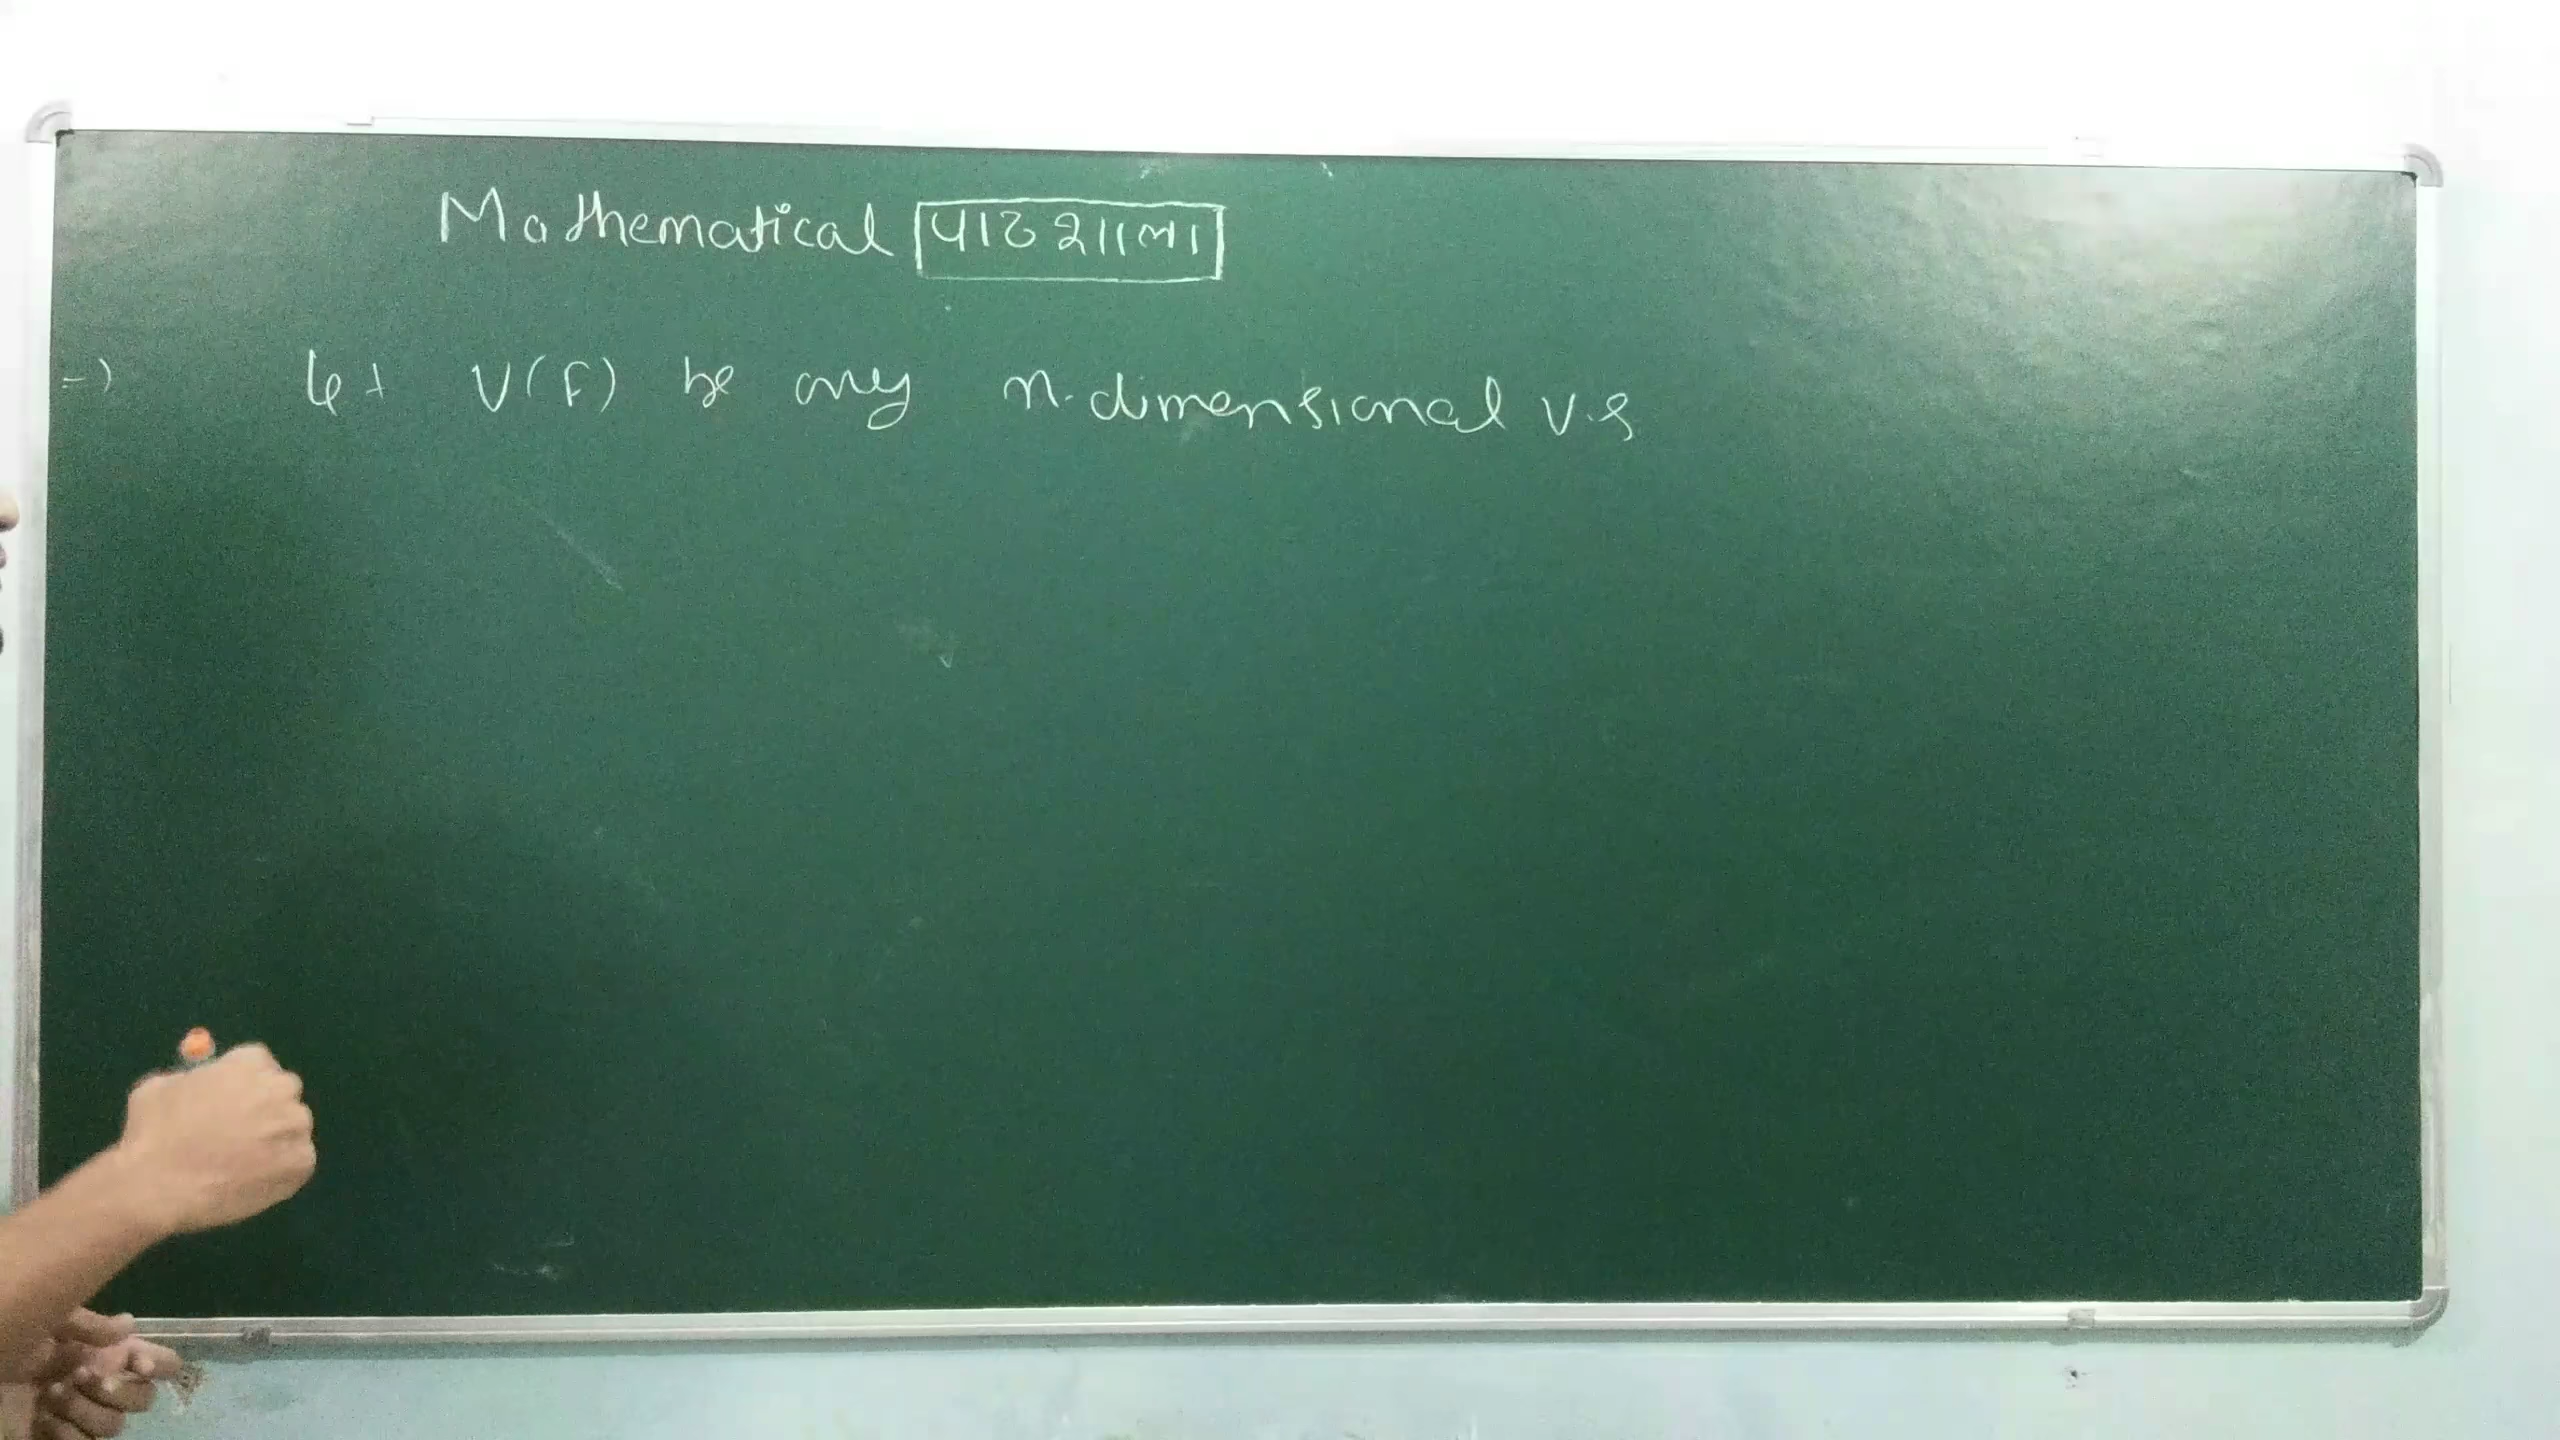 Mathematical पाठशाला
=) Let V(F) be any n-dimensional v.s